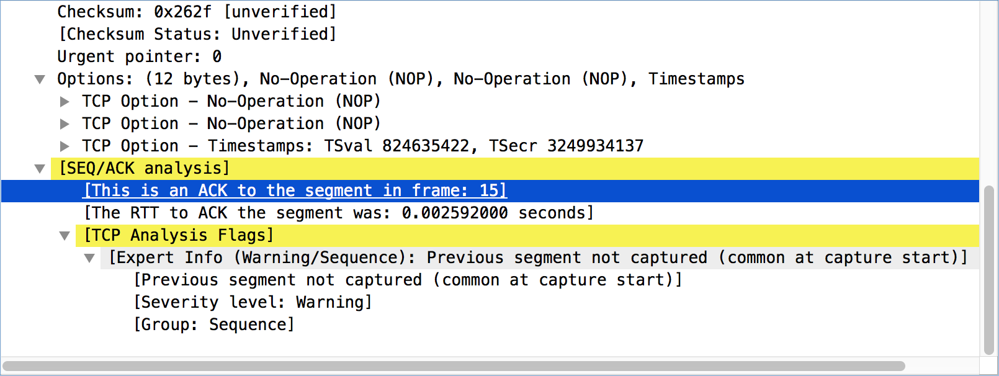 Checksum: 0x262f [unverified]
[Checksum Status: Unverified]
Urgent pointer: 0
Options: (12 bytes), No-Operation (NOP), No-Operation (NOP), Timestamps
TCP Option - No-Operation (NOP)
TCP Option - No-Operation (NOP)
TCP Option - Timestamps: TSval 824635422, TSecr 3249934137
[SEQ/ACK analysis]
[This is an ACK to the segment in frame: 15]
[The RTT to ACK the segment was: 0.002592000 seconds]
[TCP Analysis Flags]
[Expert Info (Warning/Sequence): Previous segment not captured (common at capture start)]
[Previous segment not captured (common at capture start)]
[Severity level: Warning]
[Group: Sequence]